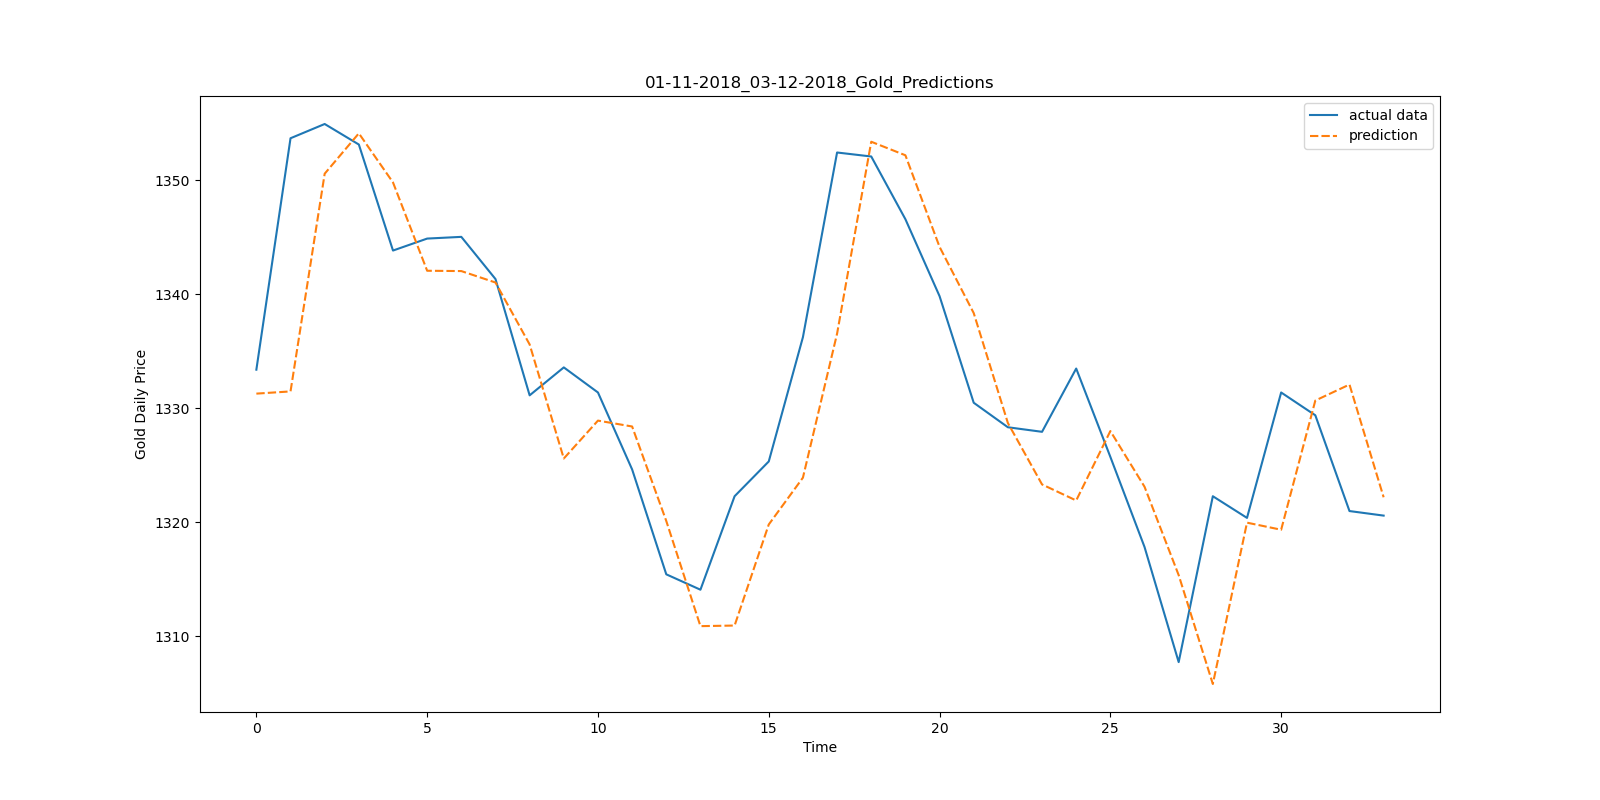 01-11-2018_03-12-2018_Gold_Predictions
actual data
prediction
Gold Daily Price
1350
1340
1330
1320
1310
0 5 10 15 20 25 30
Time